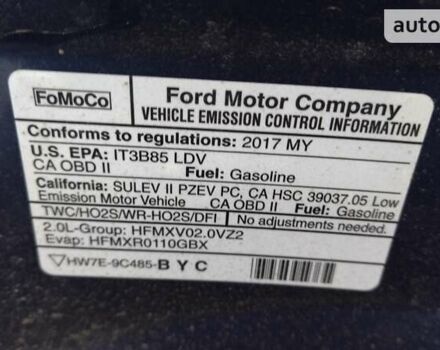 auto
FoMoCo
Ford Motor Company
VEHICLE EMISSION CONTROL INFORMATION
Conforms to regulations: 2017 MY
U.S. EPA: IT3B85 LDV
CA OBD II Fuel: Gasoline
California: SULEV II PZEV PC, CA HSC 39037.05 Low
Emission Motor Vehicle Fuel: Gasoline
CA OBD II
TWC/HO2S/WR-HO2S/DFI No adjustments needed.
2.0L-Group: HFMXV02.0VZ2
Evap: HFMXR0110GBX
HW7E-9C485-BYC